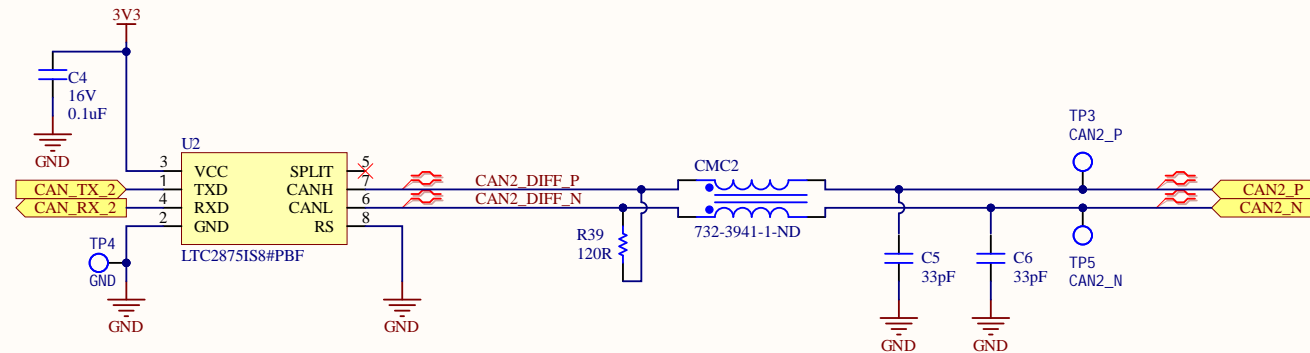 3V3
C4
16V
0.1uF
GND
U2
3 VCC SPLIT 5
CAN_TX_2 1 TXD CANH 7
CAN_RX_2 4 RXD CANL 6
2 GND RS 8
LTC2875IS8#PBF
TP4
GND
GND
GND
CAN2_DIFF_P
CAN2_DIFF_N
R39
120R
CMC2
732-3941-1-ND
C5
33pF
GND
C6
33pF
GND
TP3
CAN2_P
TP5
CAN2_N
CAN2_P
CAN2_N